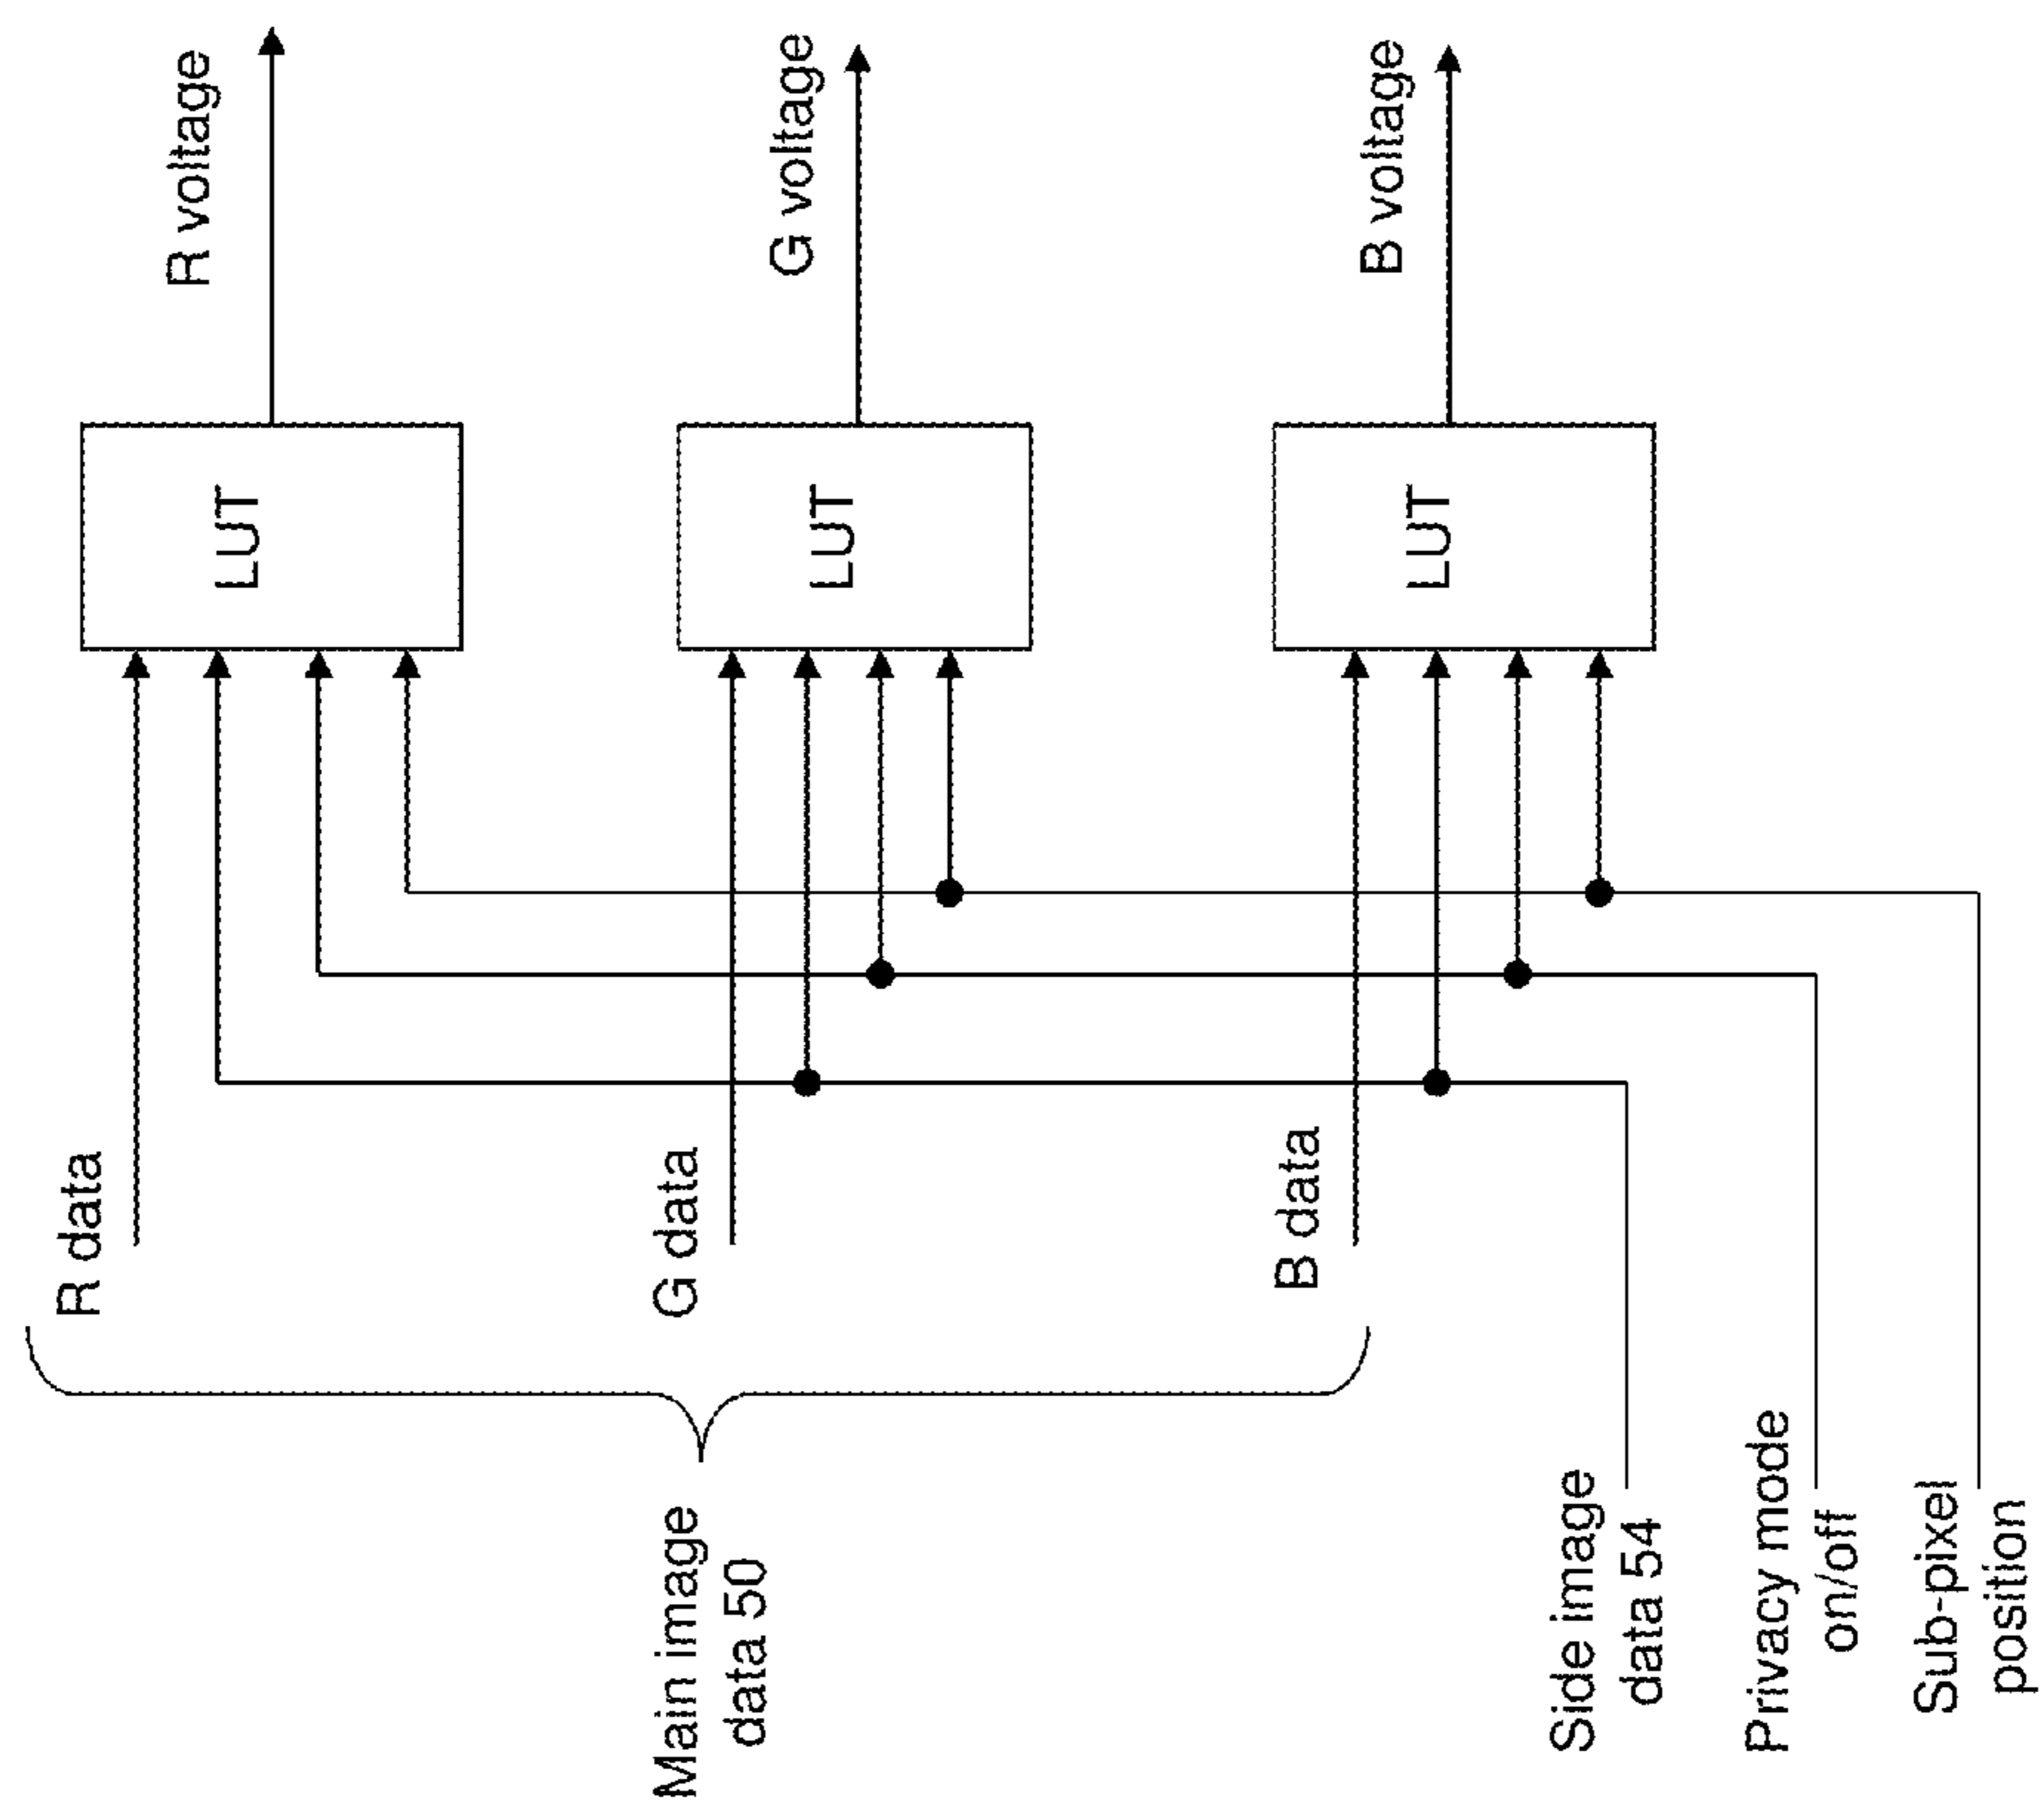 R data
LUT
R voltage
Main image
data 50
G data
LUT
G voltage
B data
LUT
B voltage
Side image
data 54
Privacy mode
on/off
Sub-pixel
position